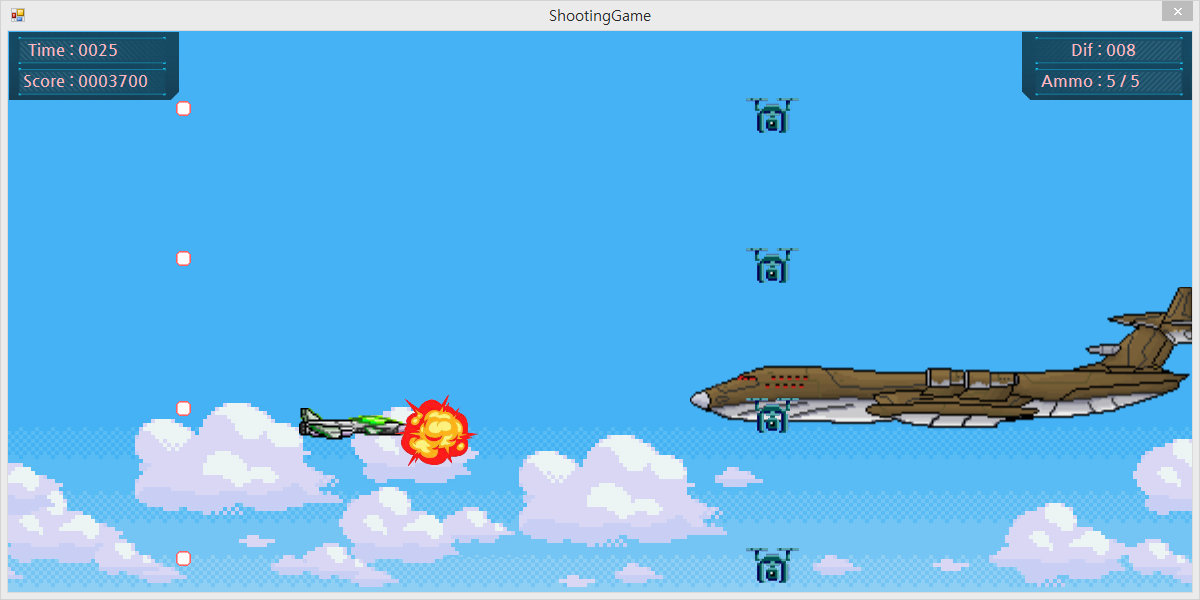 ShootingGame
Time : 0025
Score : 0003700
Dif : 008
Ammo : 5 / 5